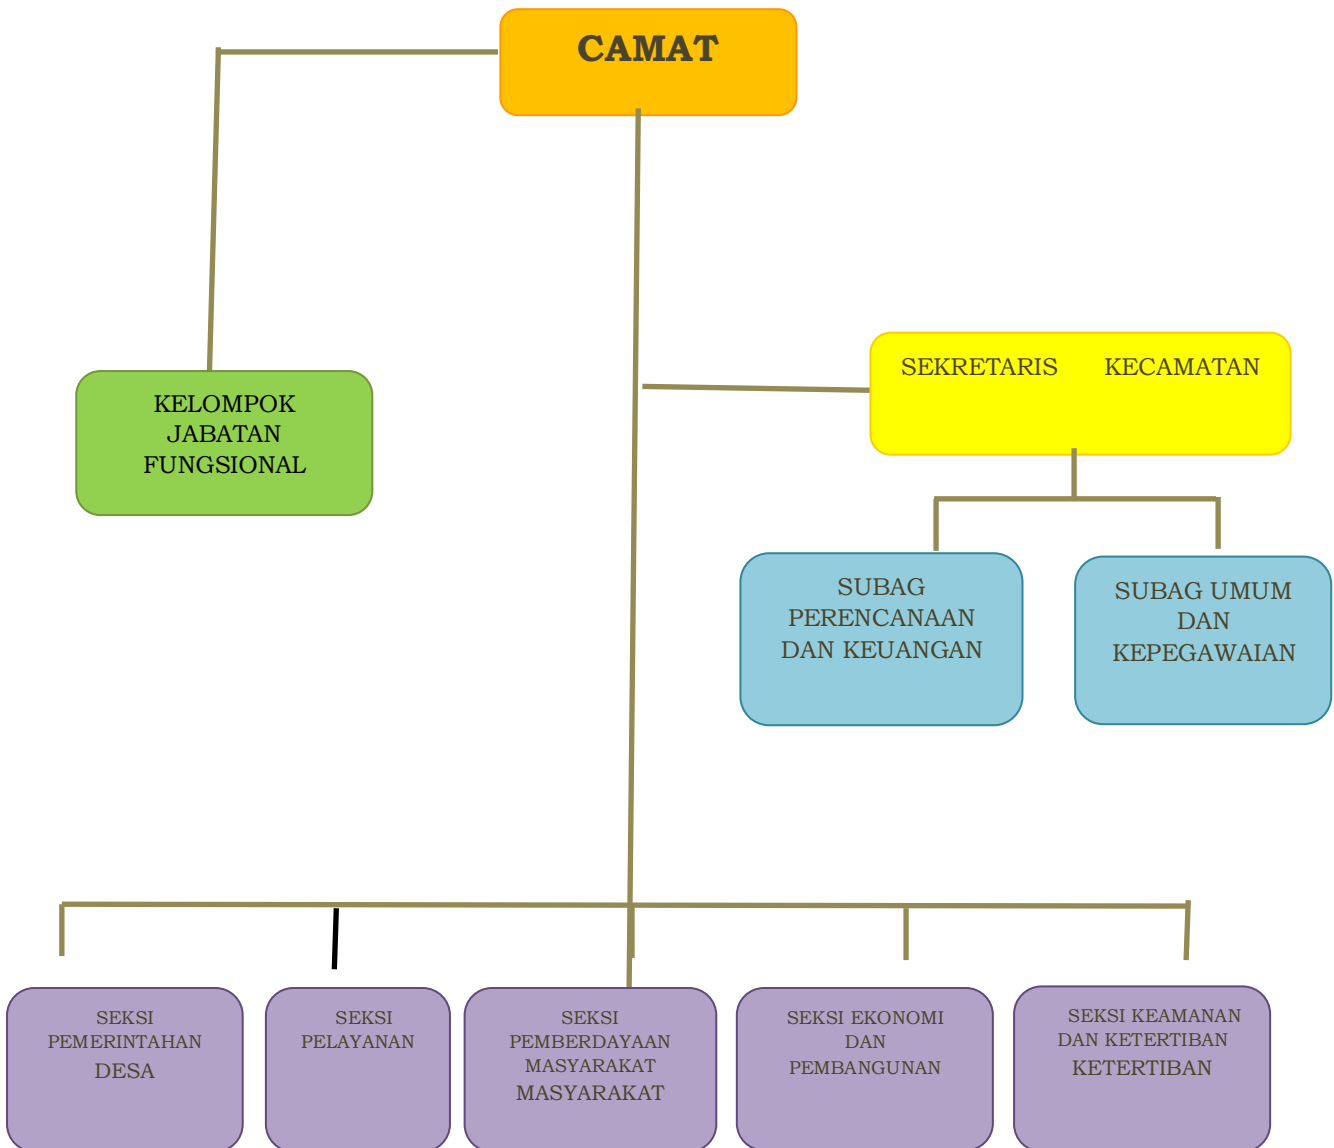 CAMAT
SEKRETARIS KECAMATAN
KELOMPOK
JABATAN
FUNGSIONAL
SUBAG
PERENCANAAN
DAN KEUANGAN
SUBAG UMUM
DAN
KEPEGAWAIAN
SEKSI
PEMERINTAHAN
DESA
SEKSI
PELAYANAN
SEKSI
PEMBERDAYAAN
MASYARAKAT
MASYARAKAT
SEKSI EKONOMI
DAN
PEMBANGUNAN
SEKSI KEAMANAN
DAN KETERTIBAN
KETERTIBAN